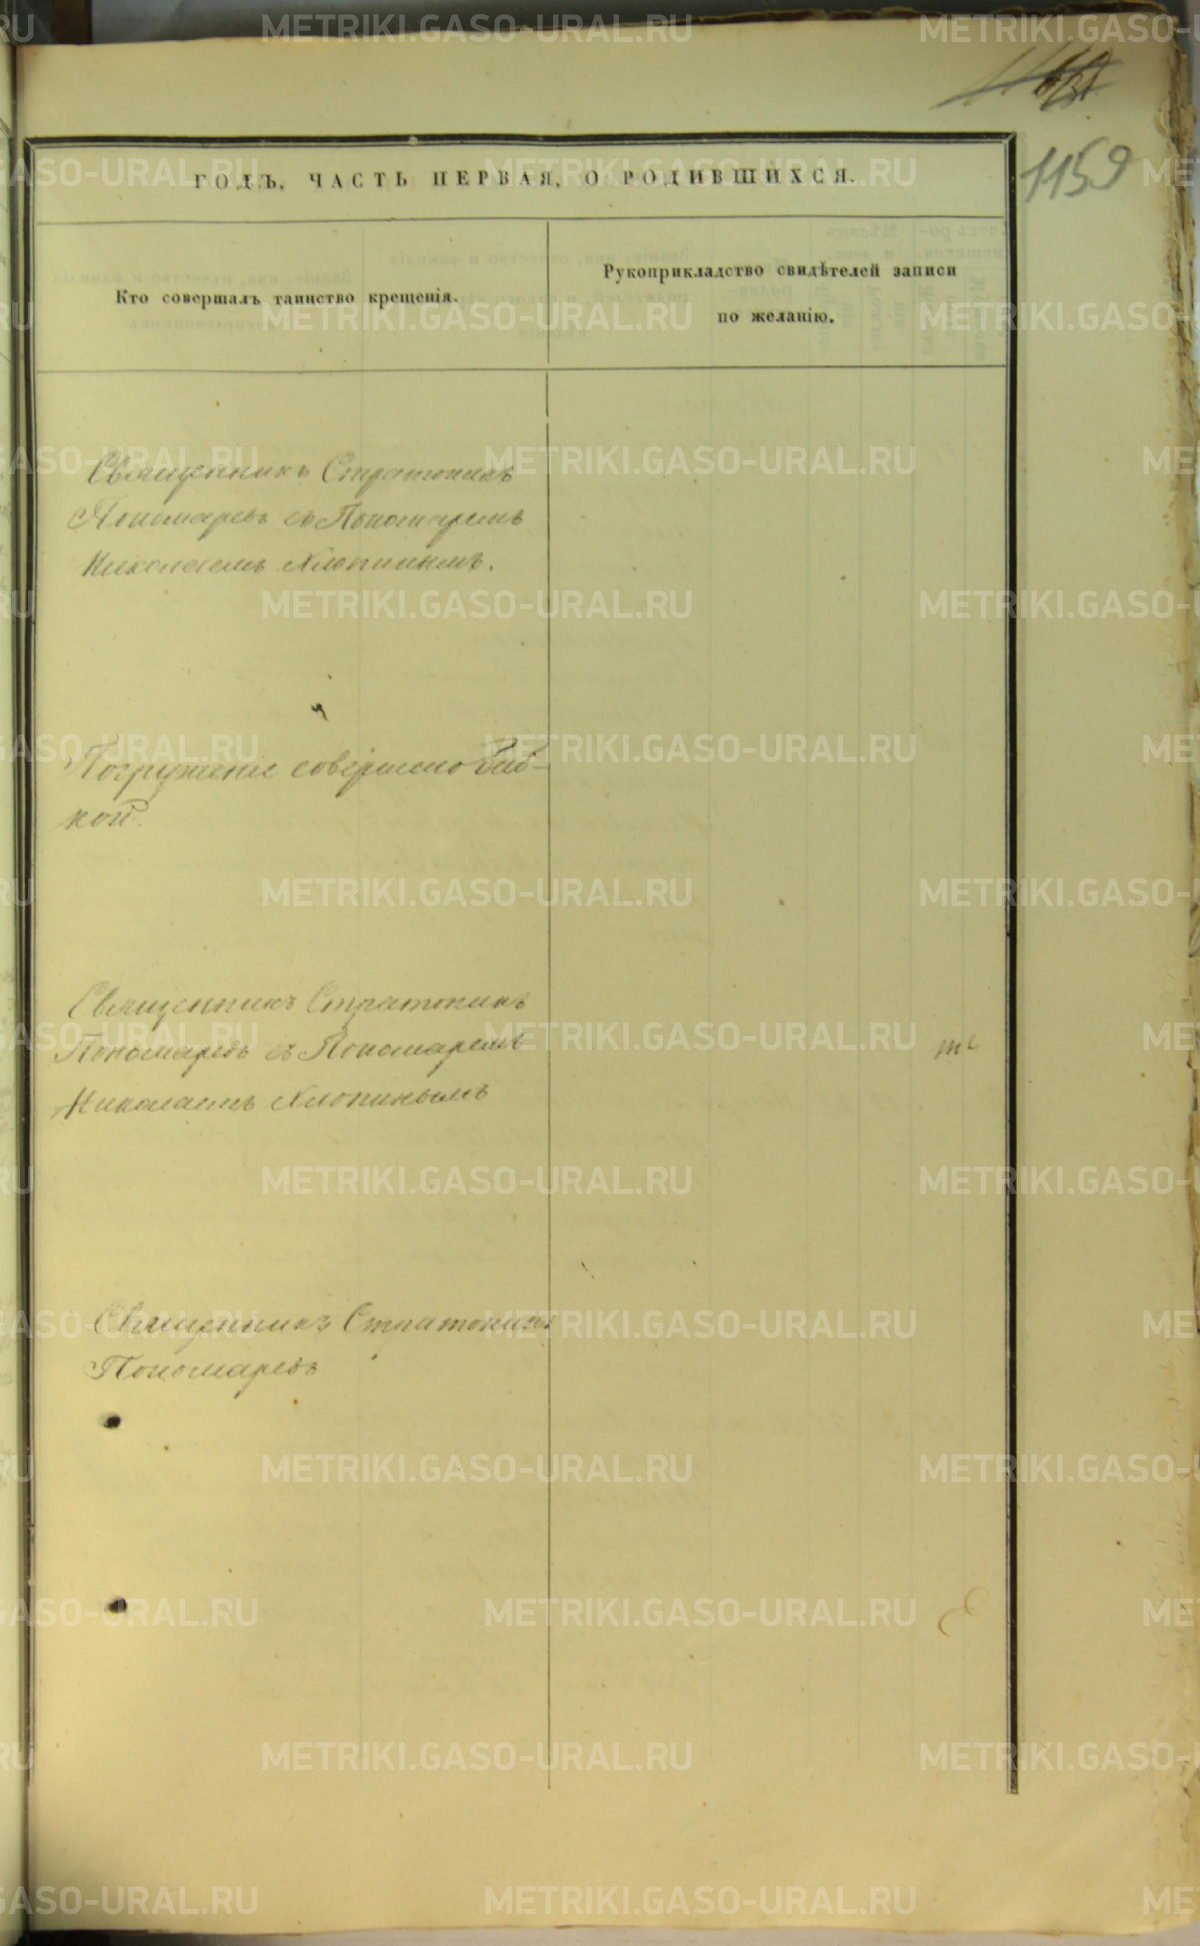 1159
ГОДЪ, ЧАСТЬ ПЕРВАЯ, О РОДИВШИХСЯ.
Кто совершалъ таинство крещенія.
Рукоприкладство свидѣтелей записи
по желанію.
Священникъ Стратоникъ
Пономаревъ съ Пономаремъ
Николаемъ Хлопинымъ.
Погруженіе совершено баб-
кой.
Священникъ Стратоникъ
Пономаревъ съ Пономаремъ
Николаемъ Хлопинымъ
Священникъ Стратоникъ
Пономаревъ
METRIKI.GASO-URAL.RU